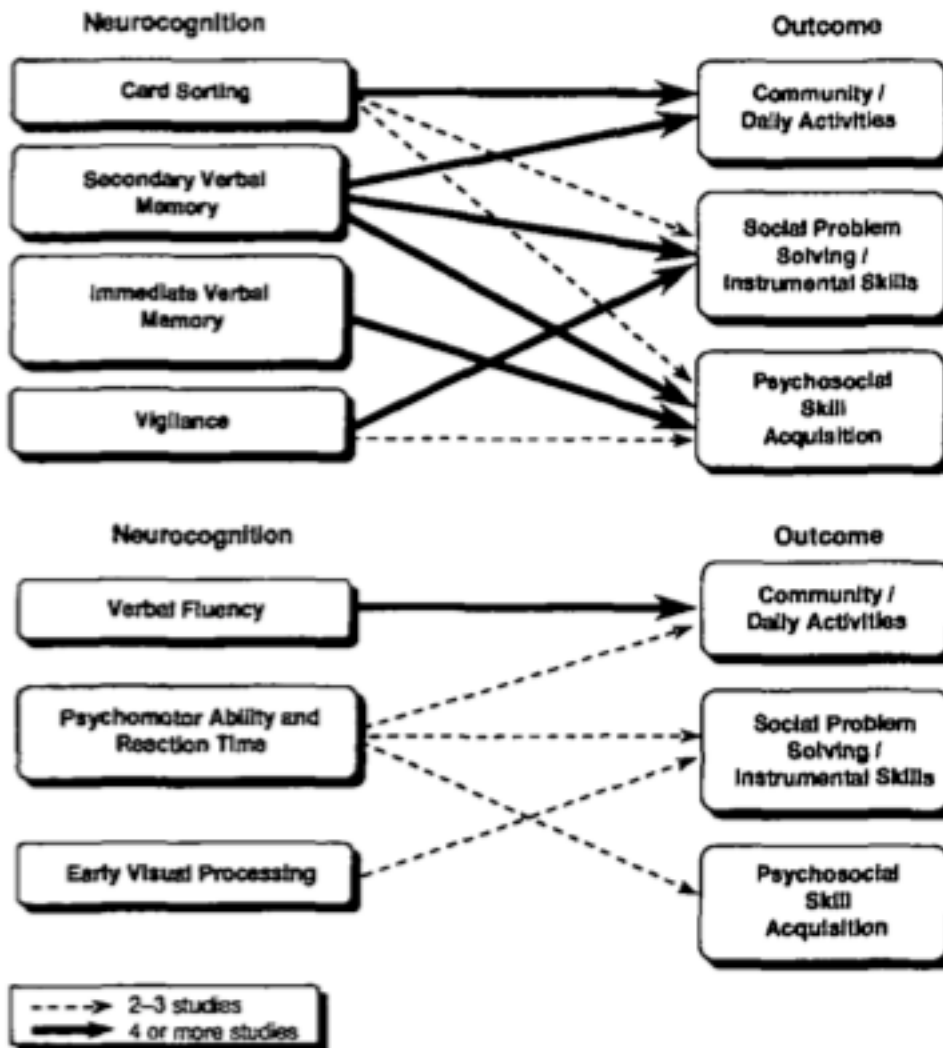 Neurocognition
Outcome
Card Sorting
Community /
Daily Activities
Secondary Verbal
Memory
Social Problem
Solving /
Instrumental Skills
Immediate Verbal
Memory
Psychosocial
Skill
Acquisition
Vigilance
Neurocognition
Outcome
Verbal Fluency
Community /
Daily Activities
Psychomotor Ability and
Reaction Time
Social Problem
Solving /
Instrumental Skills
Early Visual Processing
Psychosocial
Skill
Acquisition
2–3 studies
4 or more studies